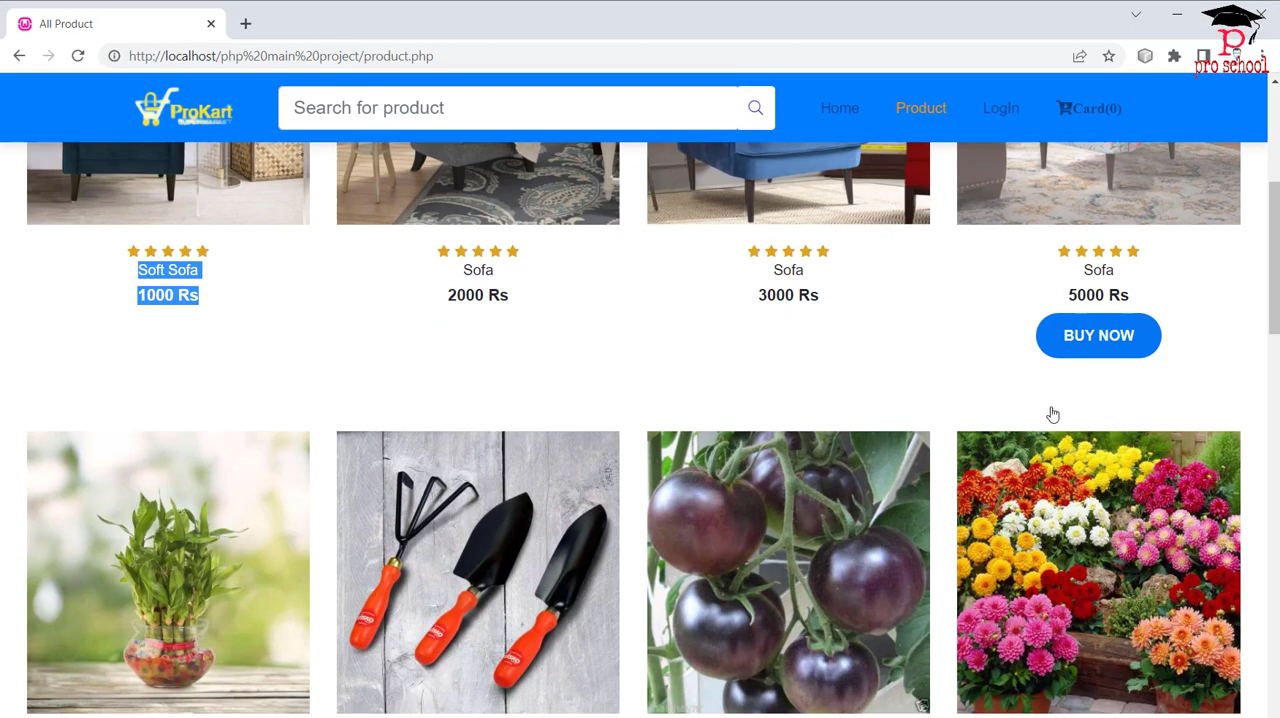 All Product
http://localhost/php%20main%20project/product.php
p
pro school
ProKart
Search for product
Home
Product
LogIn
Card(0)
Soft Sofa
1000 Rs
Sofa
2000 Rs
Sofa
3000 Rs
Sofa
5000 Rs
BUY NOW